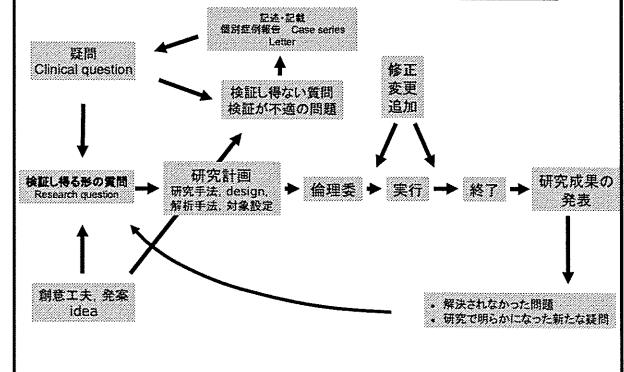 記述・記載
個別症例報告 Case series
Letter
疑問
Clinical question
検証し得ない質問
検証が不適の問題
修正
変更
追加
検証し得る形の質問
Research question
研究計画
研究手法, design,
解析手法, 対象設定
倫理委
実行
終了
研究成果の
発表
創意工夫, 発案
idea
• 解決されなかった問題
• 研究で明らかになった新たな疑問